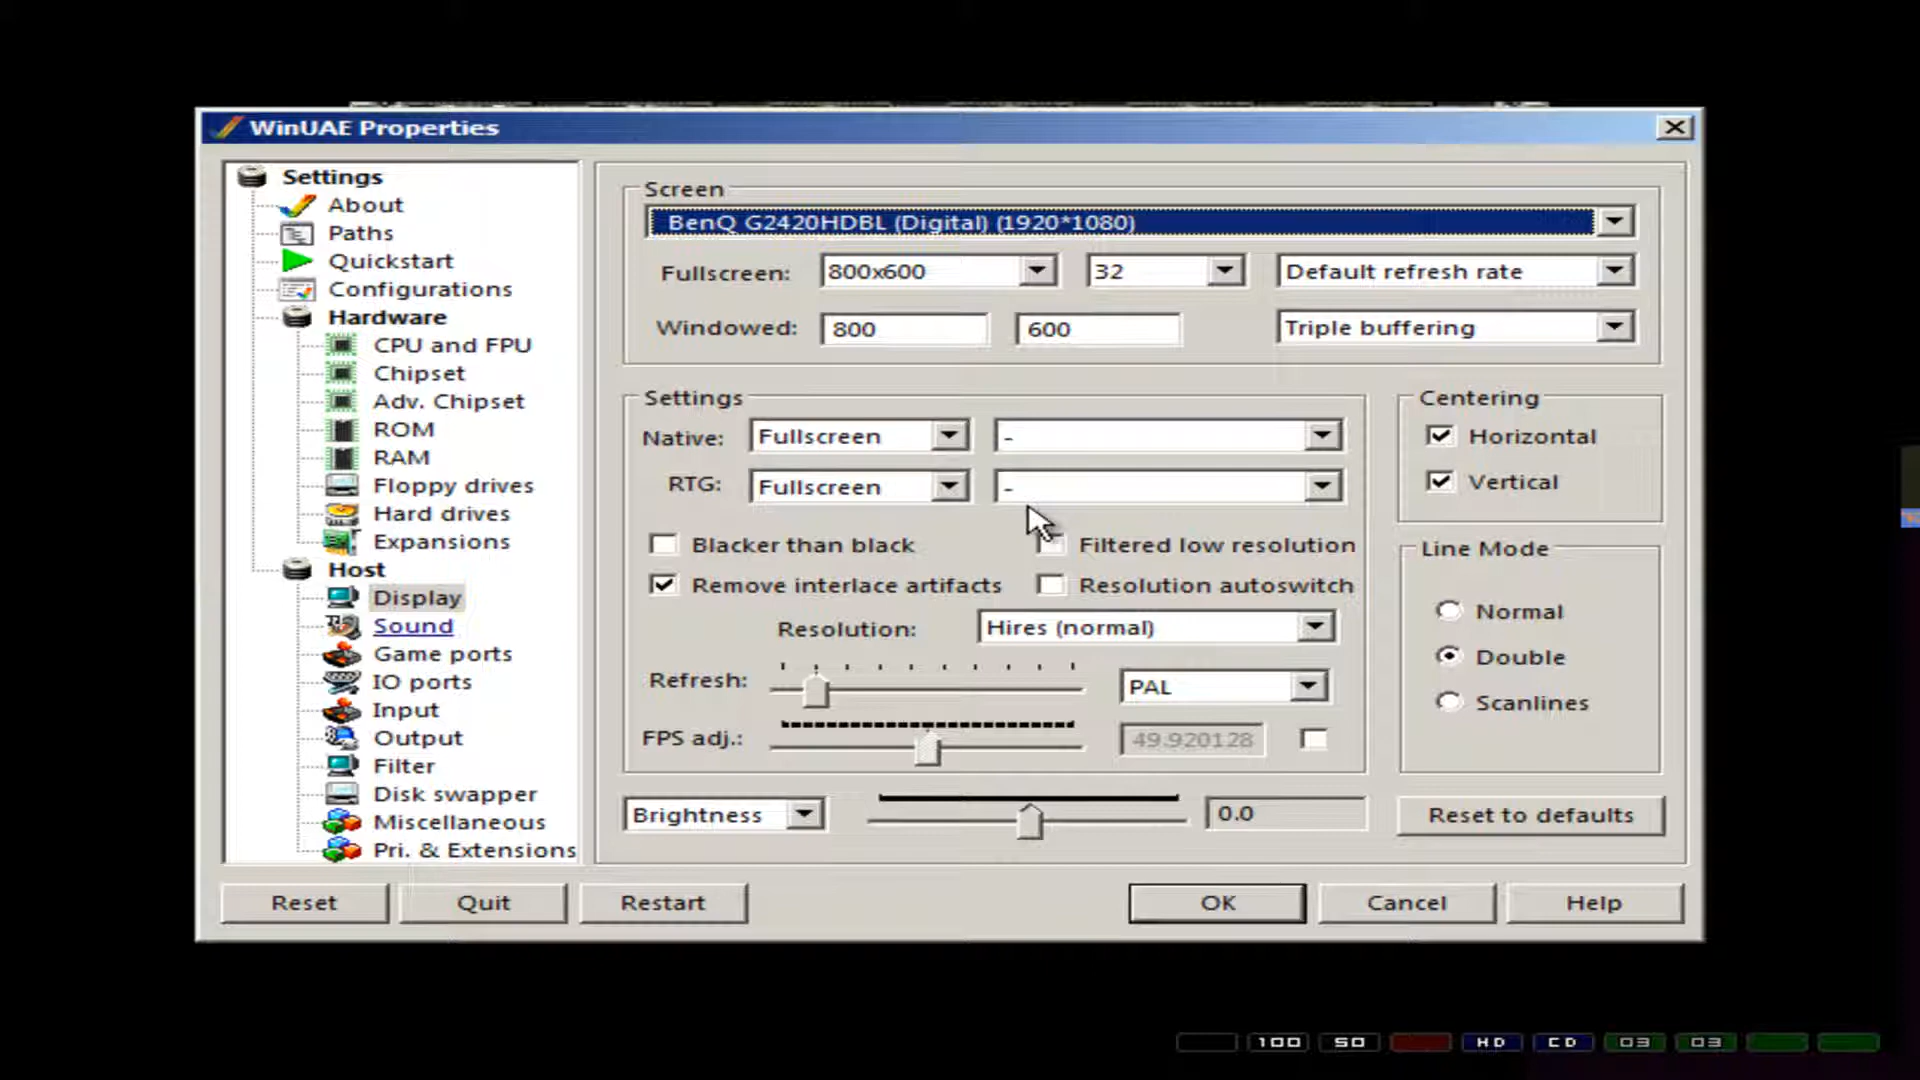 WinUAE Properties
Settings
About
Paths
Quickstart
Configurations
Hardware
CPU and FPU
Chipset
Adv. Chipset
ROM
RAM
Floppy drives
Hard drives
Expansions
Host
Display
Sound
Game ports
IO ports
Input
Output
Filter
Disk swapper
Miscellaneous
Pri. & Extensions
Screen
BenQ G2420HDBL (Digital) (1920*1080)
Fullscreen: 800x600 32 Default refresh rate
Windowed: 800 600 Triple buffering
Settings
Native: Fullscreen -
RTG: Fullscreen -
Blacker than black Filtered low resolution
Remove interlace artifacts Resolution autoswitch
Resolution: Hires (normal)
Refresh: PAL
FPS adj.: 49.920128
Brightness 0.0
Centering
Horizontal
Vertical
Line Mode
Normal
Double
Scanlines
Reset to defaults
Reset Quit Restart OK Cancel Help
100 50 HD CD 03 03